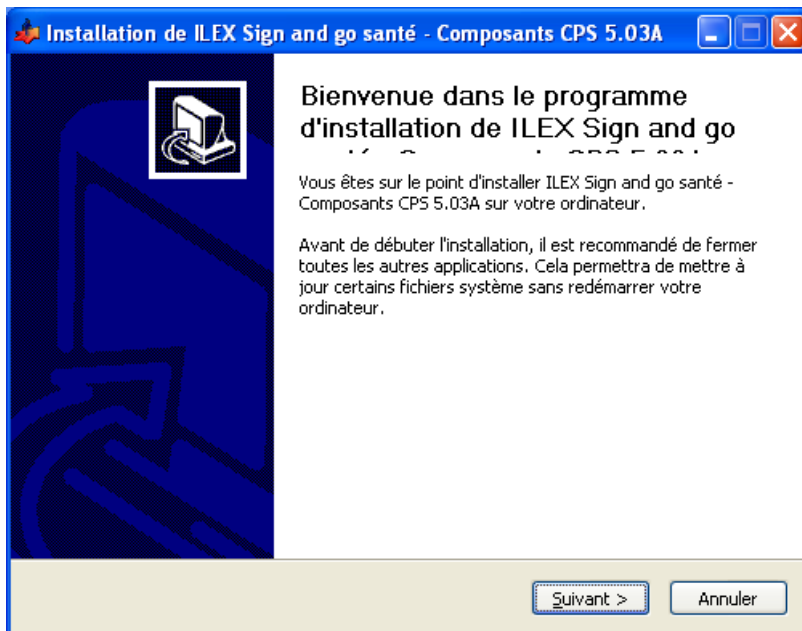 Installation de ILEX Sign and go santé - Composants CPS 5.03A
Bienvenue dans le programme
d'installation de ILEX Sign and go
Vous êtes sur le point d'installer ILEX Sign and go santé -
Composants CPS 5.03A sur votre ordinateur.
Avant de débuter l'installation, il est recommandé de fermer
toutes les autres applications. Cela permettra de mettre à
jour certains fichiers système sans redémarrer votre
ordinateur.
Suivant >
Annuler